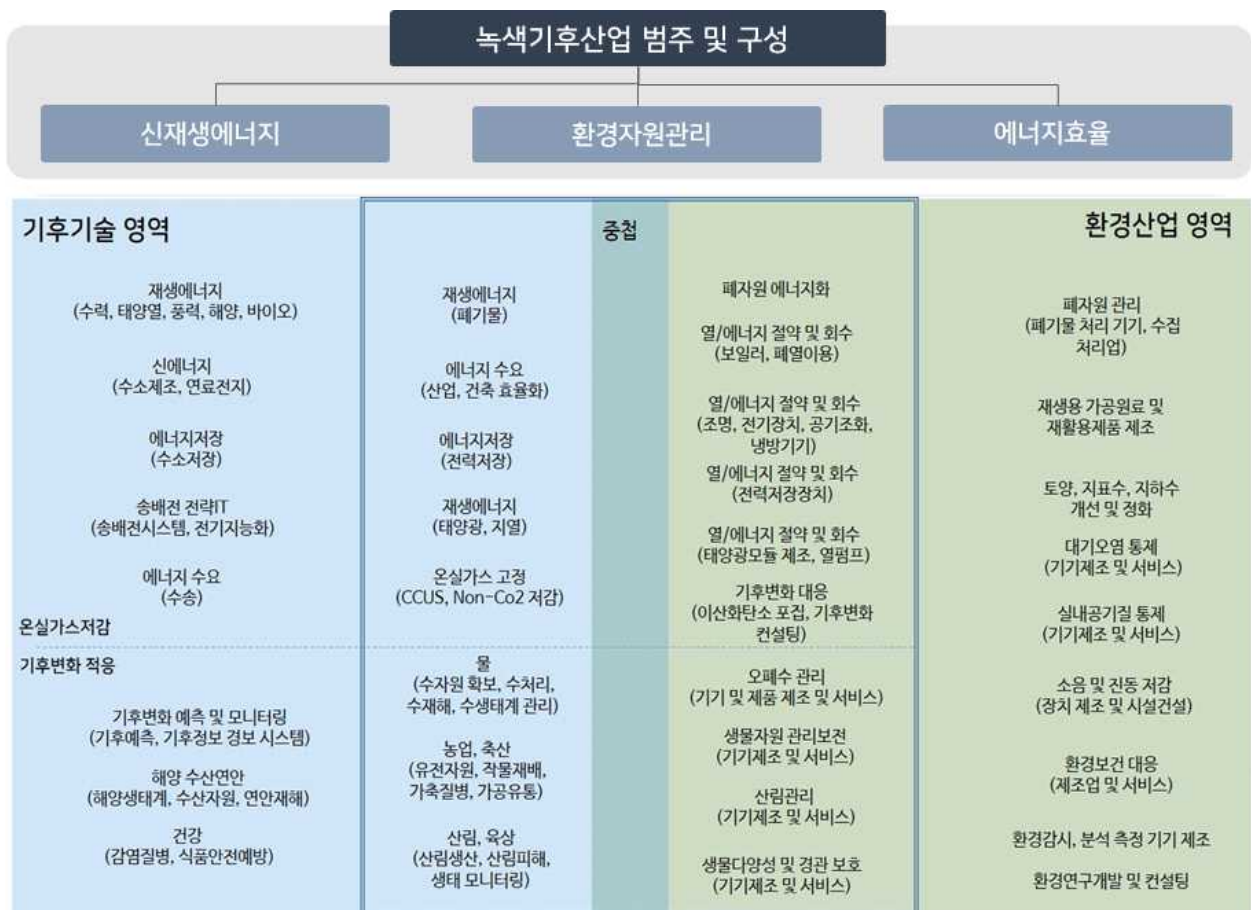 녹색기후산업 범주 및 구성
신재생에너지
환경자원관리
에너지효율
기후기술 영역
중첩
환경산업 영역
재생에너지
(수력, 태양열, 풍력, 해양, 바이오)
신에너지
(수소제조, 연료전지)
에너지저장
(수소저장)
송배전 전략IT
(송배전시스템, 전기지능화)
에너지 수요
(수송)
온실가스저감
기후변화 적응
기후변화 예측 및 모니터링
(기후예측, 기후정보 경보 시스템)
해양 수산연안
(해양생태계, 수산자원, 연안재해)
건강
(감염질병, 식품안전예방)
재생에너지
(폐기물)
에너지 수요
(산업, 건축 효율화)
에너지저장
(전력저장)
재생에너지
(태양광, 지열)
온실가스 고정
(CCUS, Non-Co2 저감)
물
(수자원 확보, 수처리,
수재해, 수생태계 관리)
농업, 축산
(유전자원, 작물재배,
가축질병, 가공유통)
산림, 육상
(산림생산, 산림피해,
생태 모니터링)
폐자원 에너지화
열/에너지 절약 및 회수
(보일러, 폐열이용)
열/에너지 절약 및 회수
(조명, 전기장치, 공기조화,
냉방기기)
열/에너지 절약 및 회수
(전력저장장치)
열/에너지 절약 및 회수
(태양광모듈 제조, 열펌프)
기후변화 대응
(이산화탄소 포집, 기후변화
컨설팅)
오폐수 관리
(기기 및 제품 제조 및 서비스)
생물자원 관리보전
(기기제조 및 서비스)
산림관리
(기기제조 및 서비스)
생물다양성 및 경관 보호
(기기제조 및 서비스)
폐자원 관리
(폐기물 처리 기기, 수집
처리업)
재생용 가공원료 및
재활용제품 제조
토양, 지표수, 지하수
개선 및 정화
대기오염 통제
(기기제조 및 서비스)
실내공기질 통제
(기기제조 및 서비스)
소음 및 진동 저감
(장치 제조 및 시설건설)
환경보건 대응
(제조업 및 서비스)
환경감시, 분석 측정 기기 제조
환경연구개발 및 컨설팅